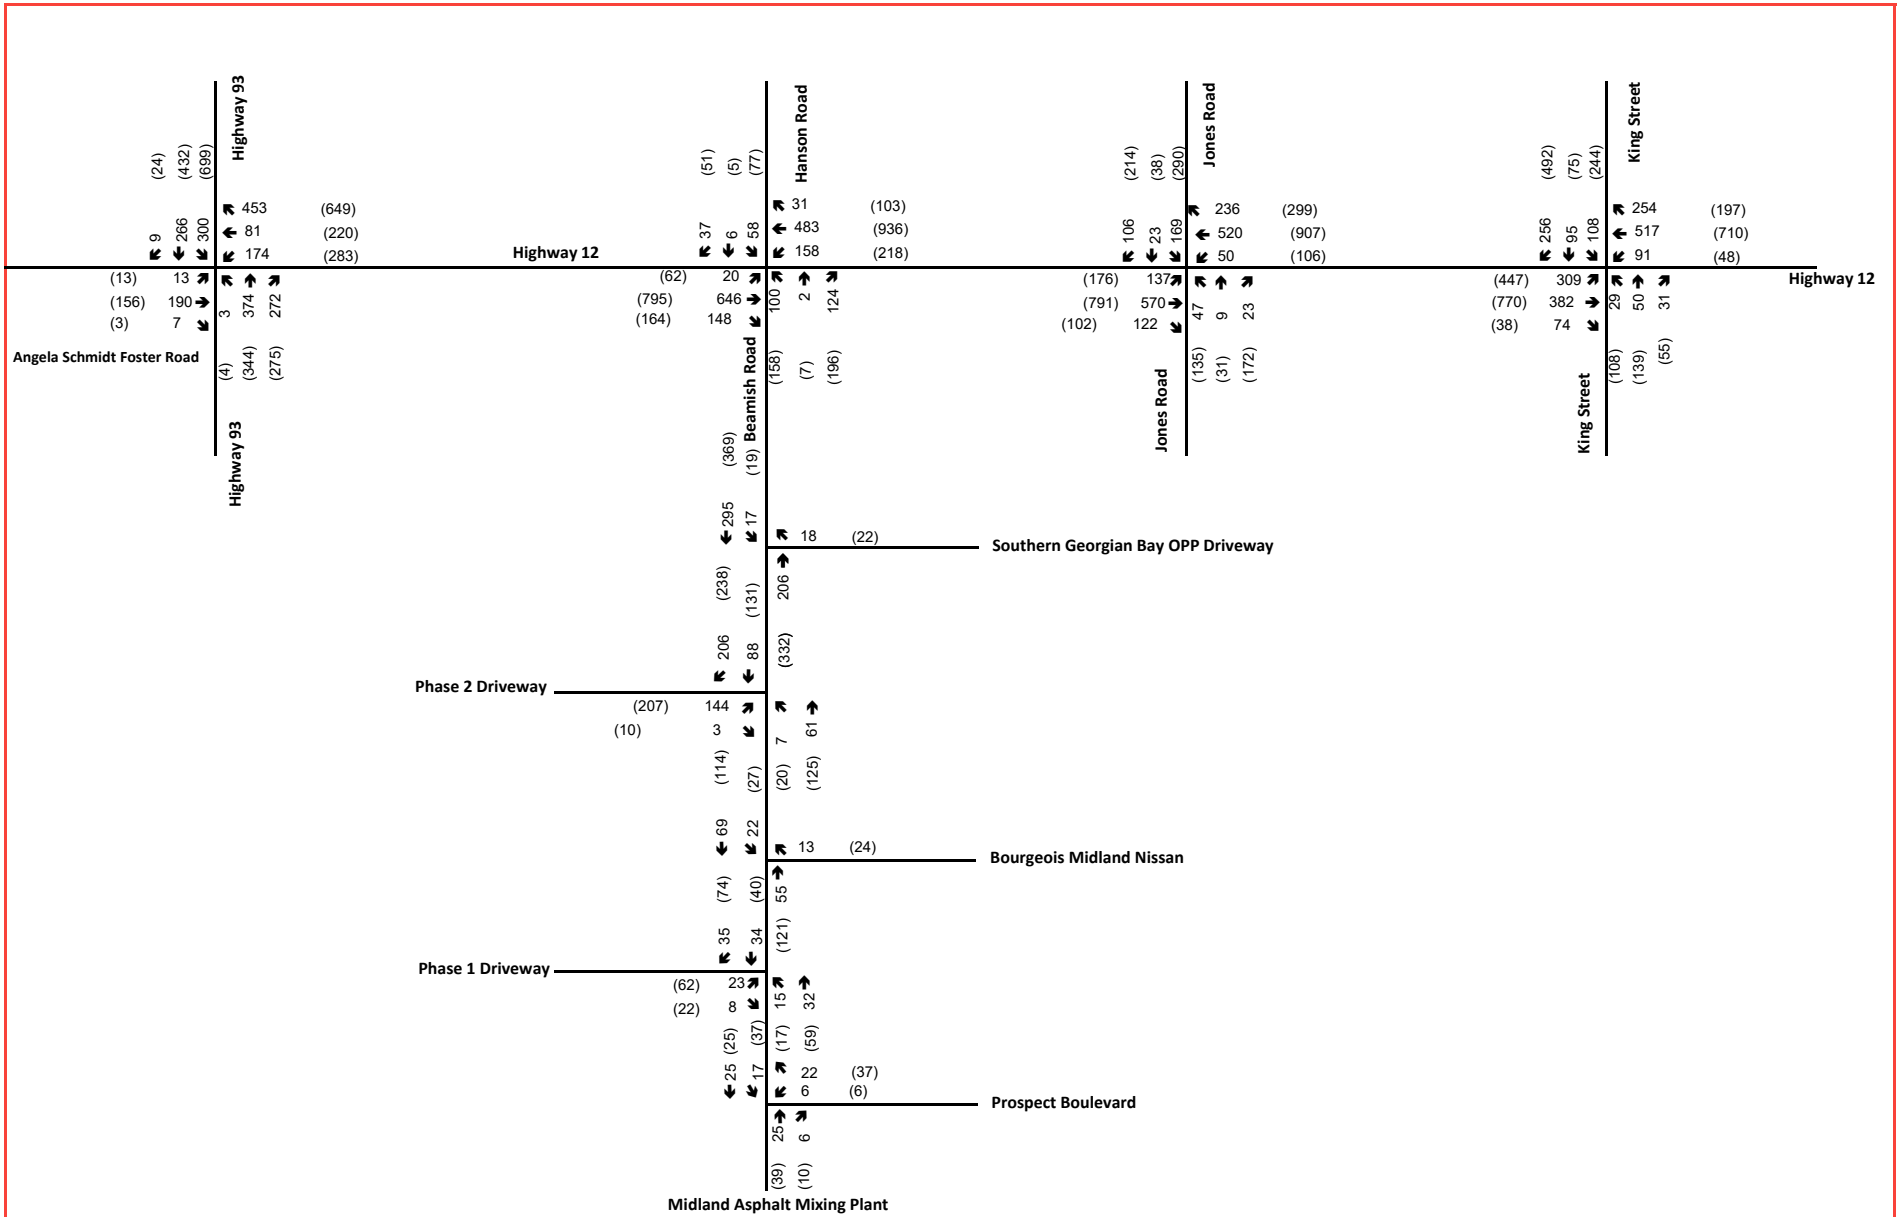 Highway 93
Hanson Road
Jones Road
King Street
(24) (432) (699)
(51) (5) (77)
(214) (38) (290)
(492) (75) (244)
9 266 300
453 (649)
81 (220)
174 (283)
37 6 58
31 (103)
483 (936)
158 (218)
106 23 169
236 (299)
520 (907)
50 (106)
256 95 108
254 (197)
517 (710)
91 (48)
Highway 12
Highway 12
(13) 13
(156) 190
(3) 7
3 374 272
(4) (344) (275)
Angela Schmidt Foster Road
Highway 93
(62) 20
(795) 646
(164) 148
100 2 124
(158) (7) (196)
Beamish Road
(176) 137
(791) 570
(102) 122
47 9 23
(135) (31) (172)
Jones Road
(447) 309
(770) 382
(38) 74
29 50 31
(108) (139) (55)
King Street
(369) (19)
295 17
18 (22)
Southern Georgian Bay OPP Driveway
206
(332)
(238) (131)
206 88
Phase 2 Driveway
(207) 144
(10) 3
7 61
(20) (125)
(114) (27)
69 22
13 (24)
Bourgeois Midland Nissan
55
(121)
(74) (40)
35 34
Phase 1 Driveway
(62) 23
(22) 8
15 32
(17) (59)
(25) (37)
25 17
22 (37)
6 (6)
Prospect Boulevard
25 6
(39) (10)
Midland Asphalt Mixing Plant